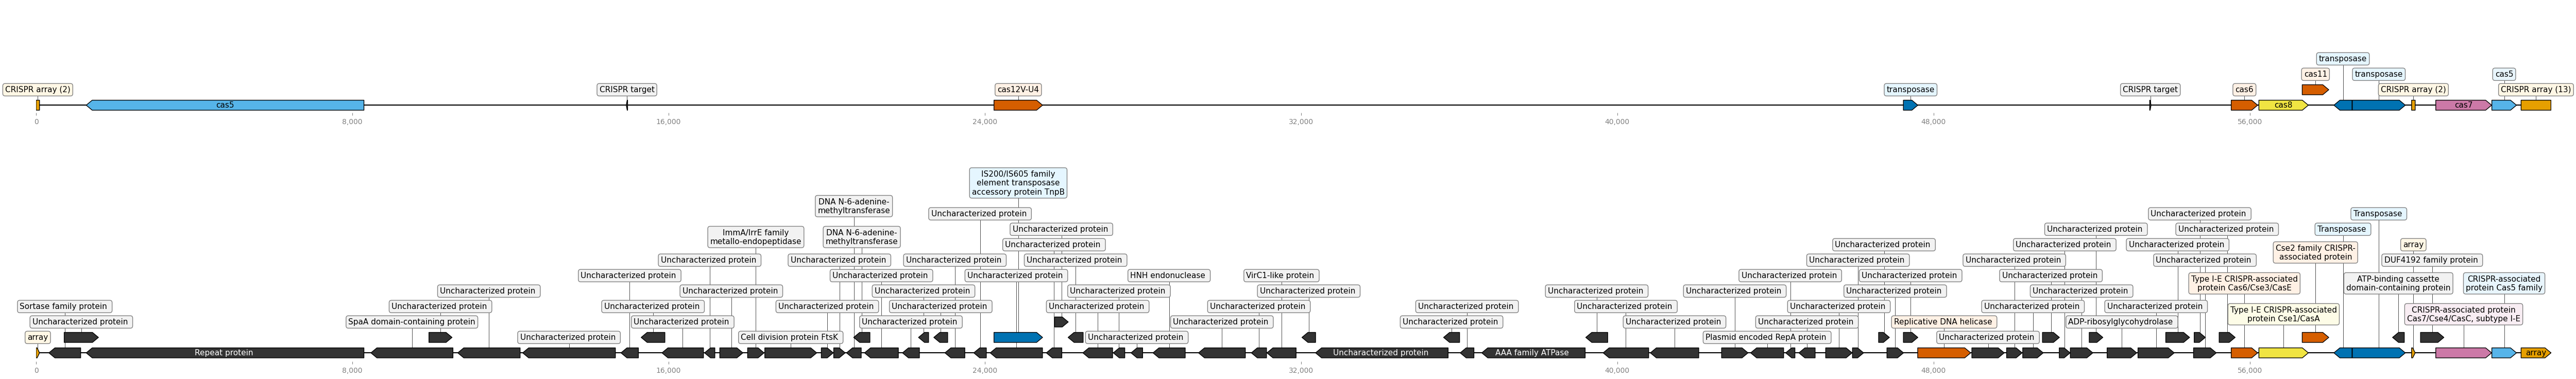 transposase
cas11
transposase
cas5
CRISPR array (2)
CRISPR target
cas12V-U4
transposase
CRISPR target
cas6
CRISPR array (2)
CRISPR array (13)
cas5
cas8
cas7
0
8,000
16,000
24,000
32,000
40,000
48,000
56,000
IS200/IS605 family
element transposase
accessory protein TnpB
DNA N-6-adenine-
methyltransferase
Uncharacterized protein
Uncharacterized protein
Transposase
ImmA/IrrE family
metallo-endopeptidase
DNA N-6-adenine-
methyltransferase
Uncharacterized protein
Uncharacterized protein
Uncharacterized protein
Transposase
Uncharacterized protein
Uncharacterized protein
Uncharacterized protein
Uncharacterized protein
Cse2 family CRISPR-
associated protein
array
Uncharacterized protein
Uncharacterized protein
Uncharacterized protein
Uncharacterized protein
Uncharacterized protein
Uncharacterized protein
Uncharacterized protein
DUF4192 family protein
Uncharacterized protein
Uncharacterized protein
Uncharacterized protein
HNH endonuclease
VirC1-like protein
Uncharacterized protein
Uncharacterized protein
Uncharacterized protein
Type I-E CRISPR-associated
protein Cas6/Cse3/CasE
ATP-binding cassette
domain-containing protein
CRISPR-associated
protein Cas5 family
Uncharacterized protein
Uncharacterized protein
Uncharacterized protein
Uncharacterized protein
Uncharacterized protein
Uncharacterized protein
Uncharacterized protein
Uncharacterized protein
Uncharacterized protein
Sortase family protein
Uncharacterized protein
Uncharacterized protein
Uncharacterized protein
Uncharacterized protein
Uncharacterized protein
Uncharacterized protein
Uncharacterized protein
Uncharacterized protein
Uncharacterized protein
Uncharacterized protein
Uncharacterized protein
Type I-E CRISPR-associated
protein Cse1/CasA
CRISPR-associated protein
Cas7/Cse4/CasC, subtype I-E
Uncharacterized protein
SpaA domain-containing protein
Uncharacterized protein
Uncharacterized protein
Uncharacterized protein
Uncharacterized protein
Uncharacterized protein
Uncharacterized protein
Replicative DNA helicase
ADP-ribosylglycohydrolase
array
Uncharacterized protein
Cell division protein FtsK
Uncharacterized protein
Plasmid encoded RepA protein
Uncharacterized protein
Repeat protein
Uncharacterized protein
AAA family ATPase
array
0
8,000
16,000
24,000
32,000
40,000
48,000
56,000